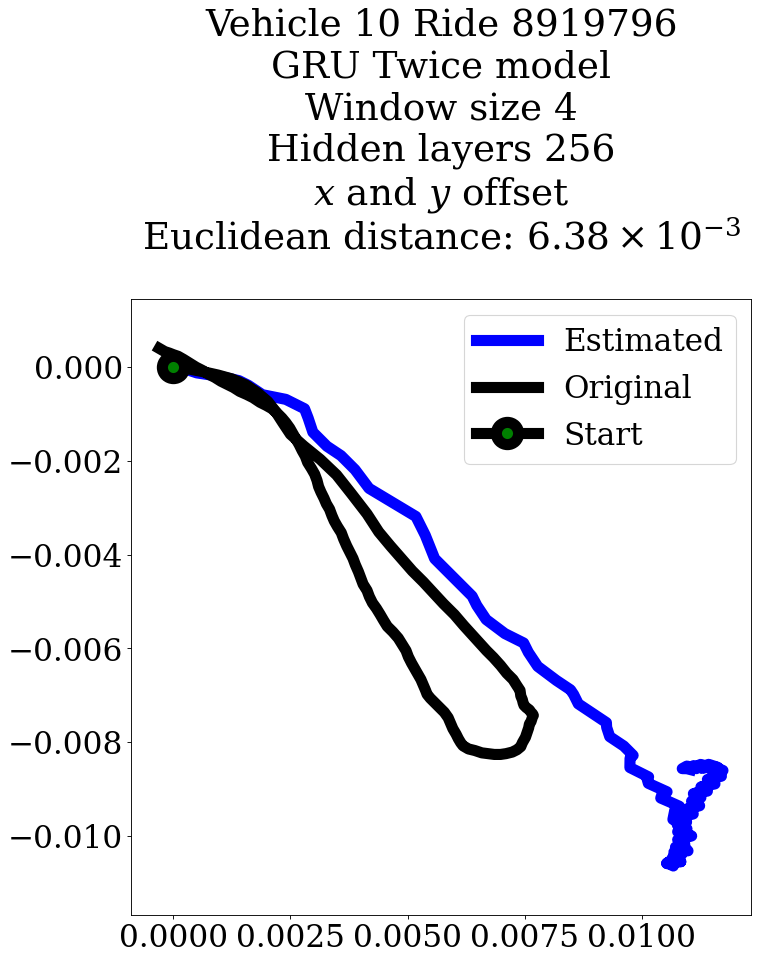 Vehicle 10 Ride 8919796
GRU Twice model
Window size 4
Hidden layers 256
x and y offset
Euclidean distance: 6.38 × 10⁻³
Estimated
Original
Start
0.000
−0.002
−0.004
−0.006
−0.008
−0.010
0.0000 0.0025 0.0050 0.0075 0.0100